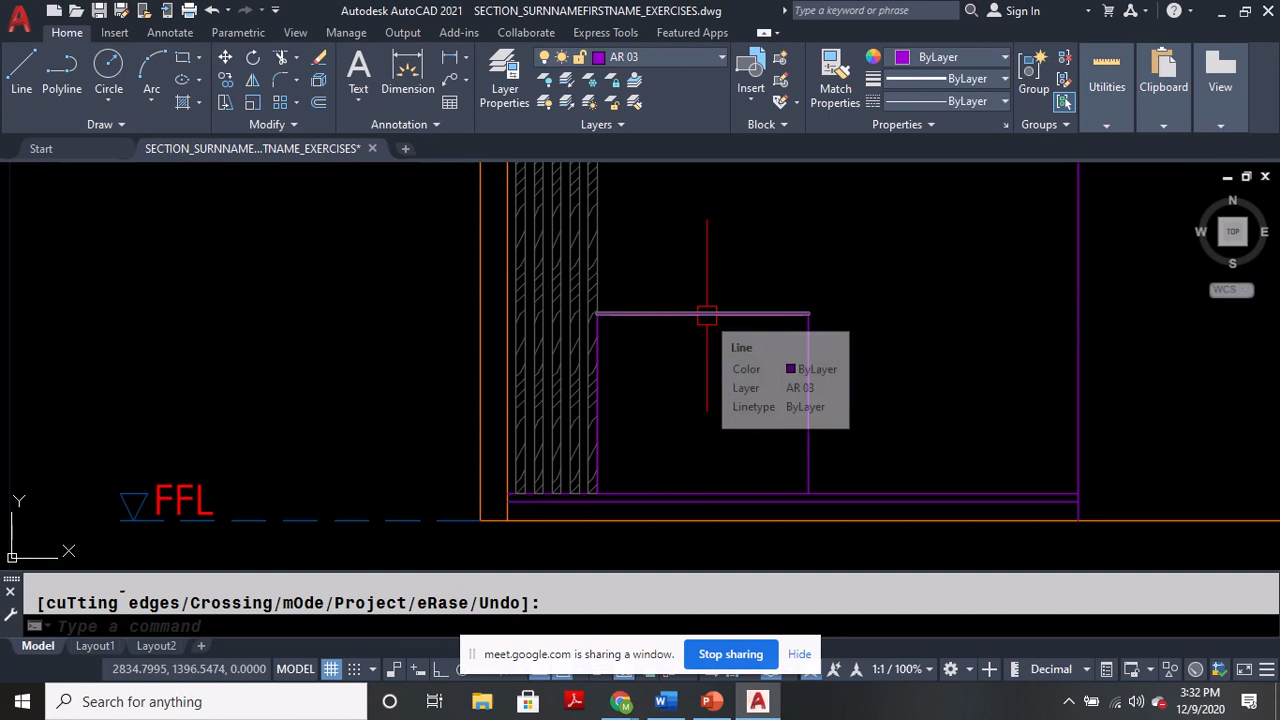 Autodesk AutoCAD 2021 SECTION_SURNNAMEFIRSTNAME_EXERCISES.dwg
Type a keyword or phrase
Sign In
Home Insert Annotate Parametric View Manage Output Add-ins Collaborate Express Tools Featured Apps
AR 03
ByLayer
ByLayer
ByLayer
Line Polyline Circle Arc
Text Dimension
Layer
Properties
Insert
Match
Properties
Group
Utilities Clipboard View
Draw Modify Annotation Layers Block Properties Groups
Start SECTION_SURNNAME...TNAME_EXERCISES*
N
W TOP E
S
WCS
Line
Color ByLayer
Layer AR 03
Linetype ByLayer
FFL
Y
X
[cuTting edges/Crossing/mOde/Project/eRase/Undo]:
Type a command
Model Layout1 Layout2
meet.google.com is sharing a window. Stop sharing Hide
2834.7995, 1396.5474, 0.0000 MODEL 1:1 / 100% Decimal
Search for anything
3:32 PM
12/9/2020